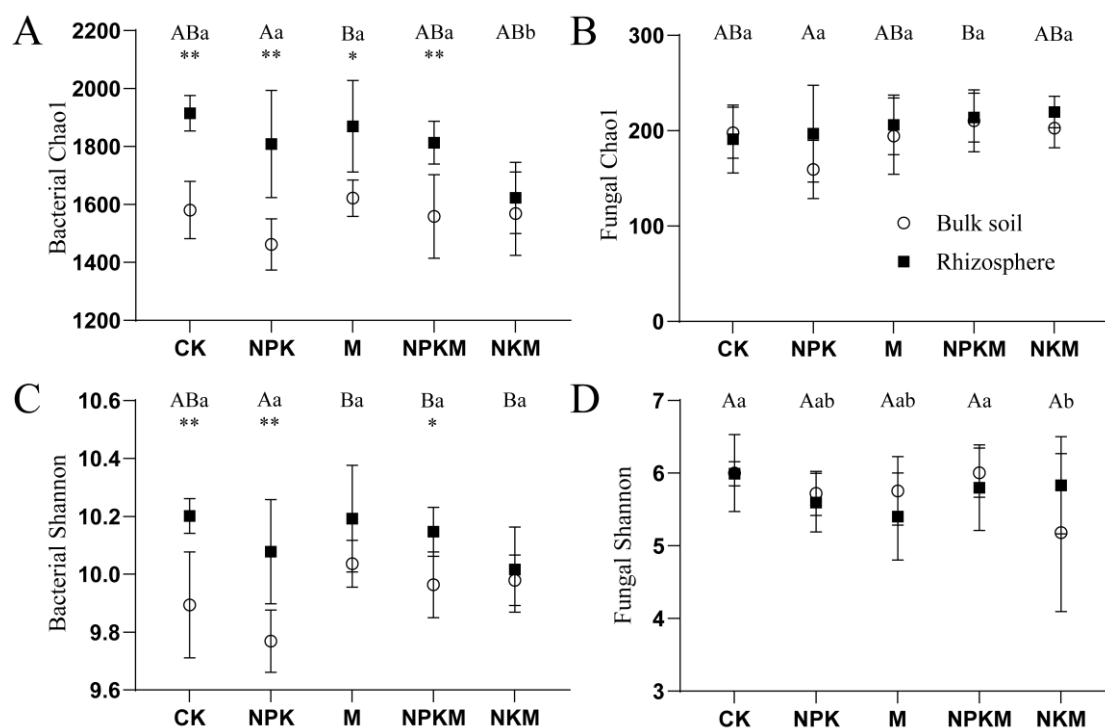 A
Bacterial Chao1
2200
2000
1800
1600
1400
1200
ABa Aa Ba ABa ABb
** ** * **
CK NPK M NPKM NKM
B
Fungal Chao1
300
200
100
0
ABa Aa ABa Ba ABa
Bulk soil
Rhizosphere
CK NPK M NPKM NKM
C
Bacterial Shannon
10.6
10.4
10.2
10.0
9.8
9.6
ABa Aa Ba Ba Ba
** ** *
CK NPK M NPKM NKM
D
Fungal Shannon
7
6
5
4
3
Aa Aab Aab Aa Ab
CK NPK M NPKM NKM